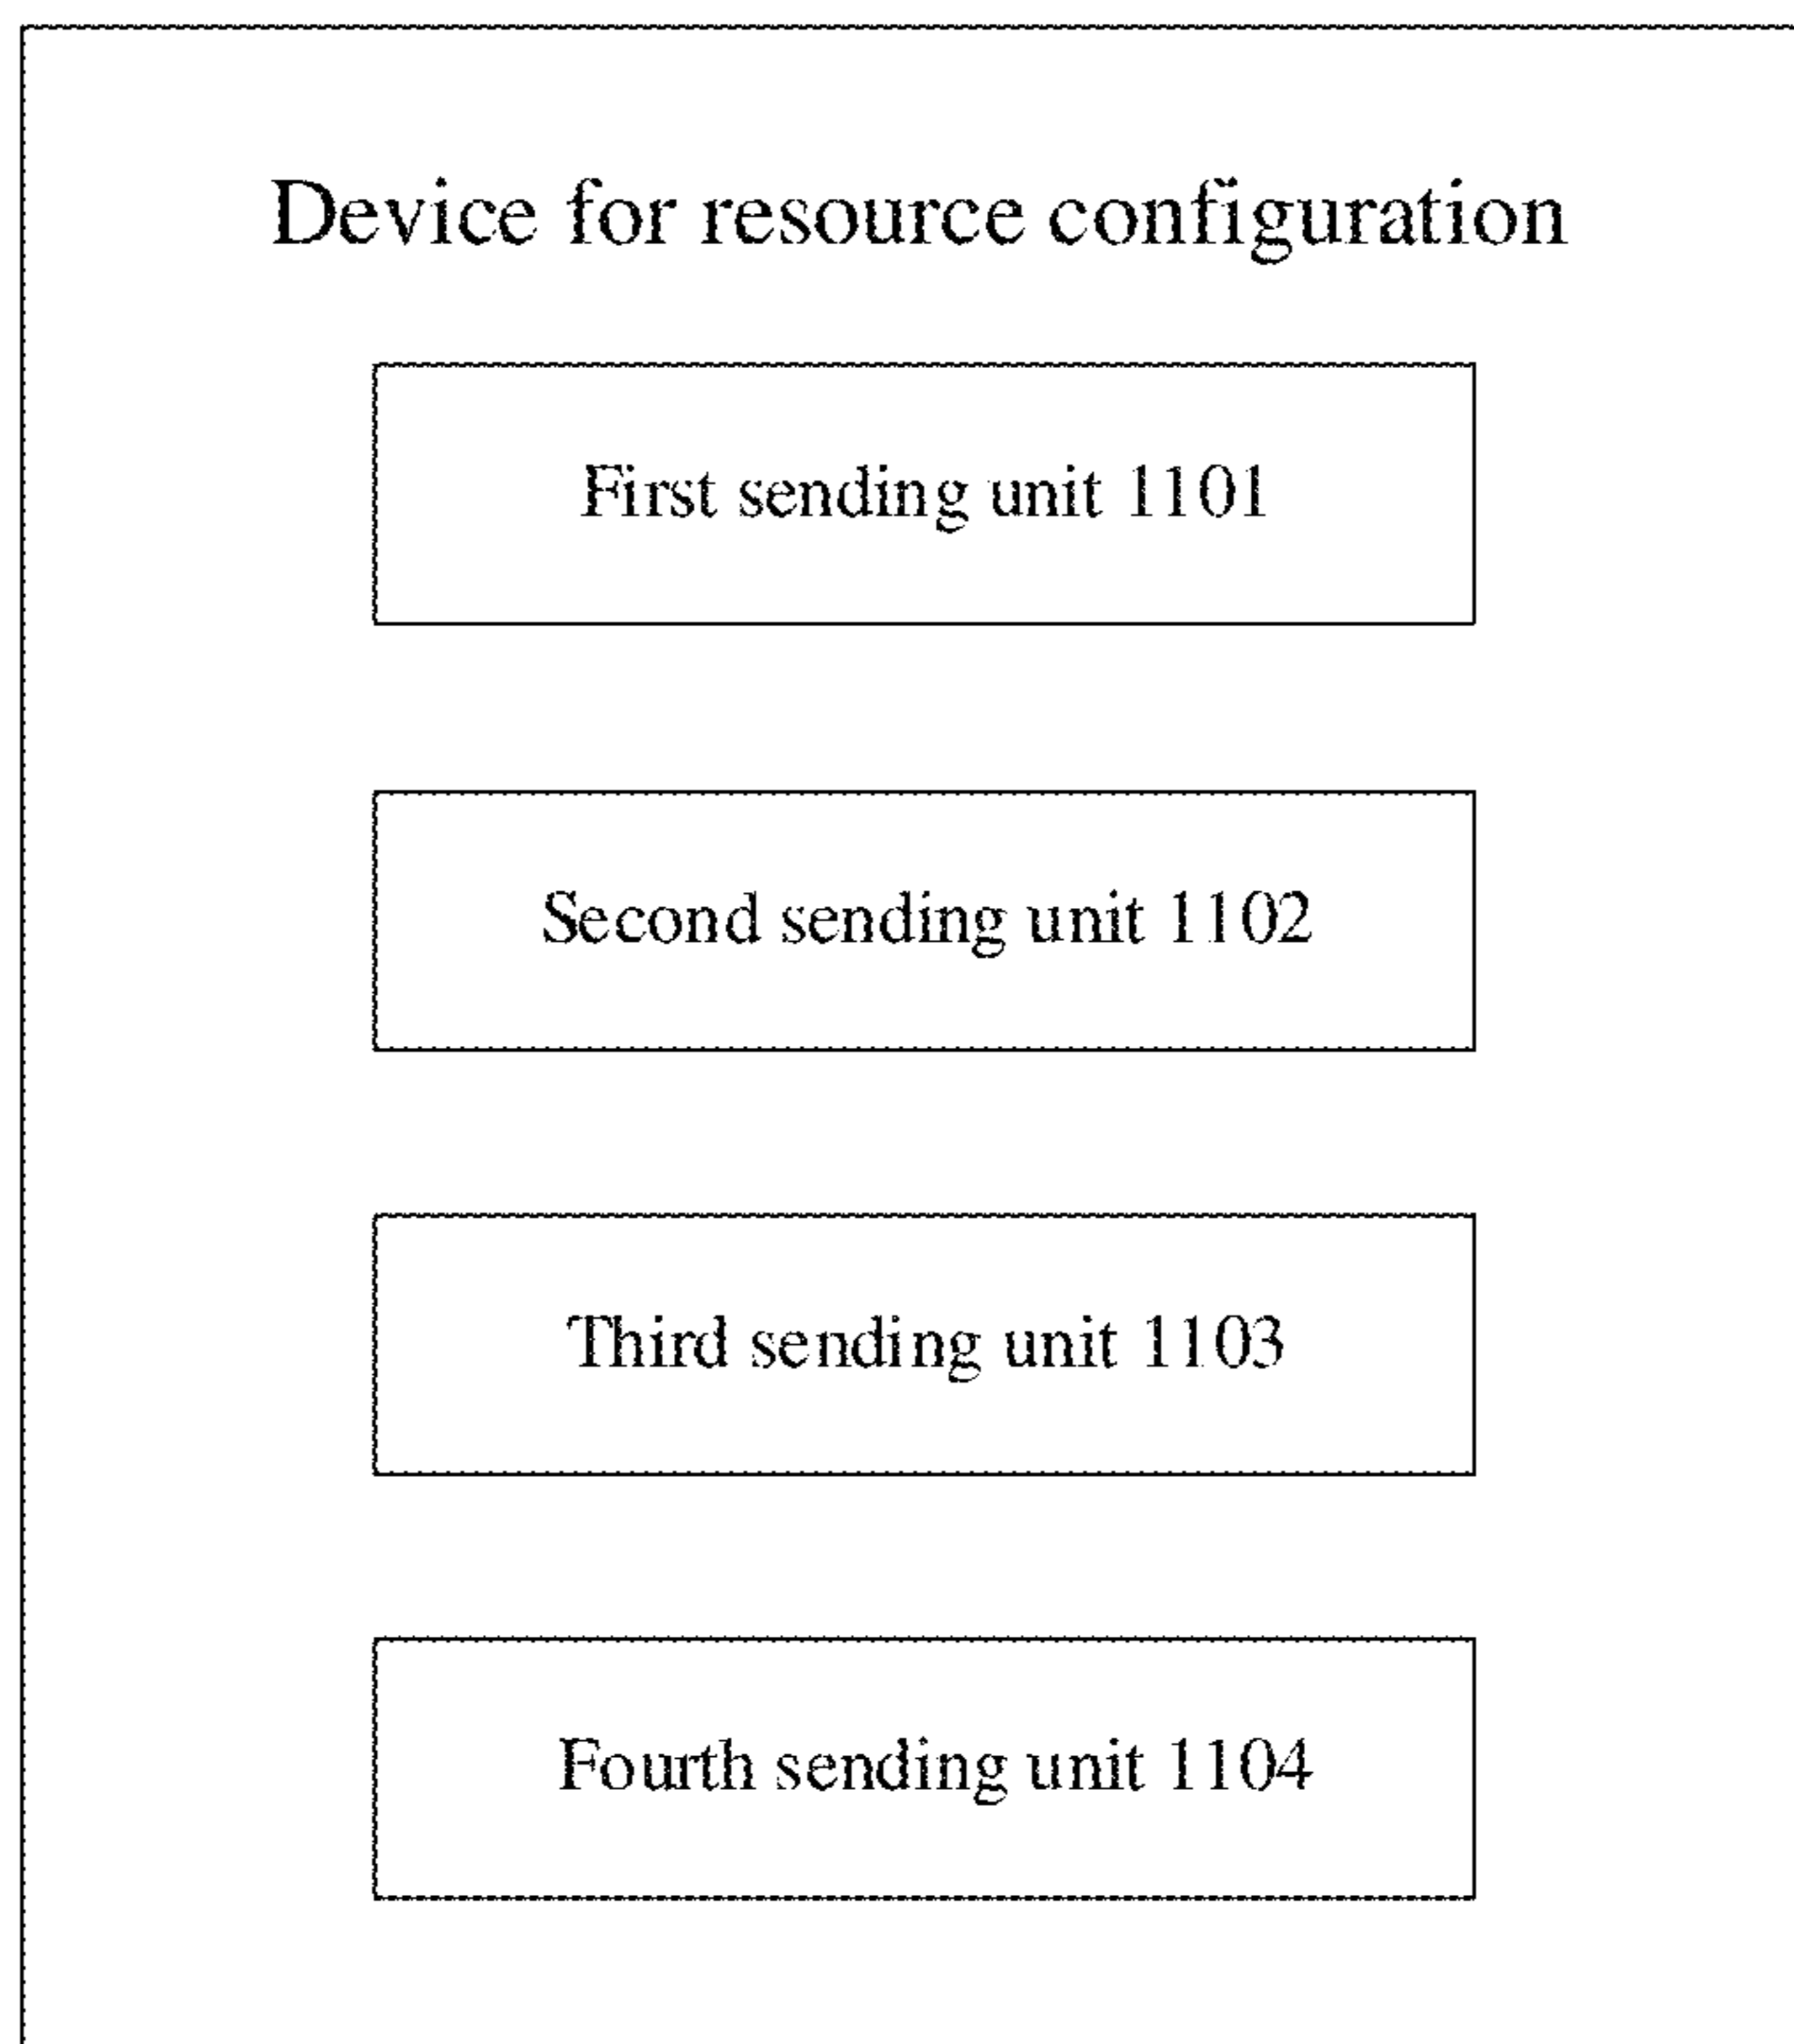 Device for resource configuration
First sending unit 1101
Second sending unit 1102
Third sending unit 1103
Fourth sending unit 1104